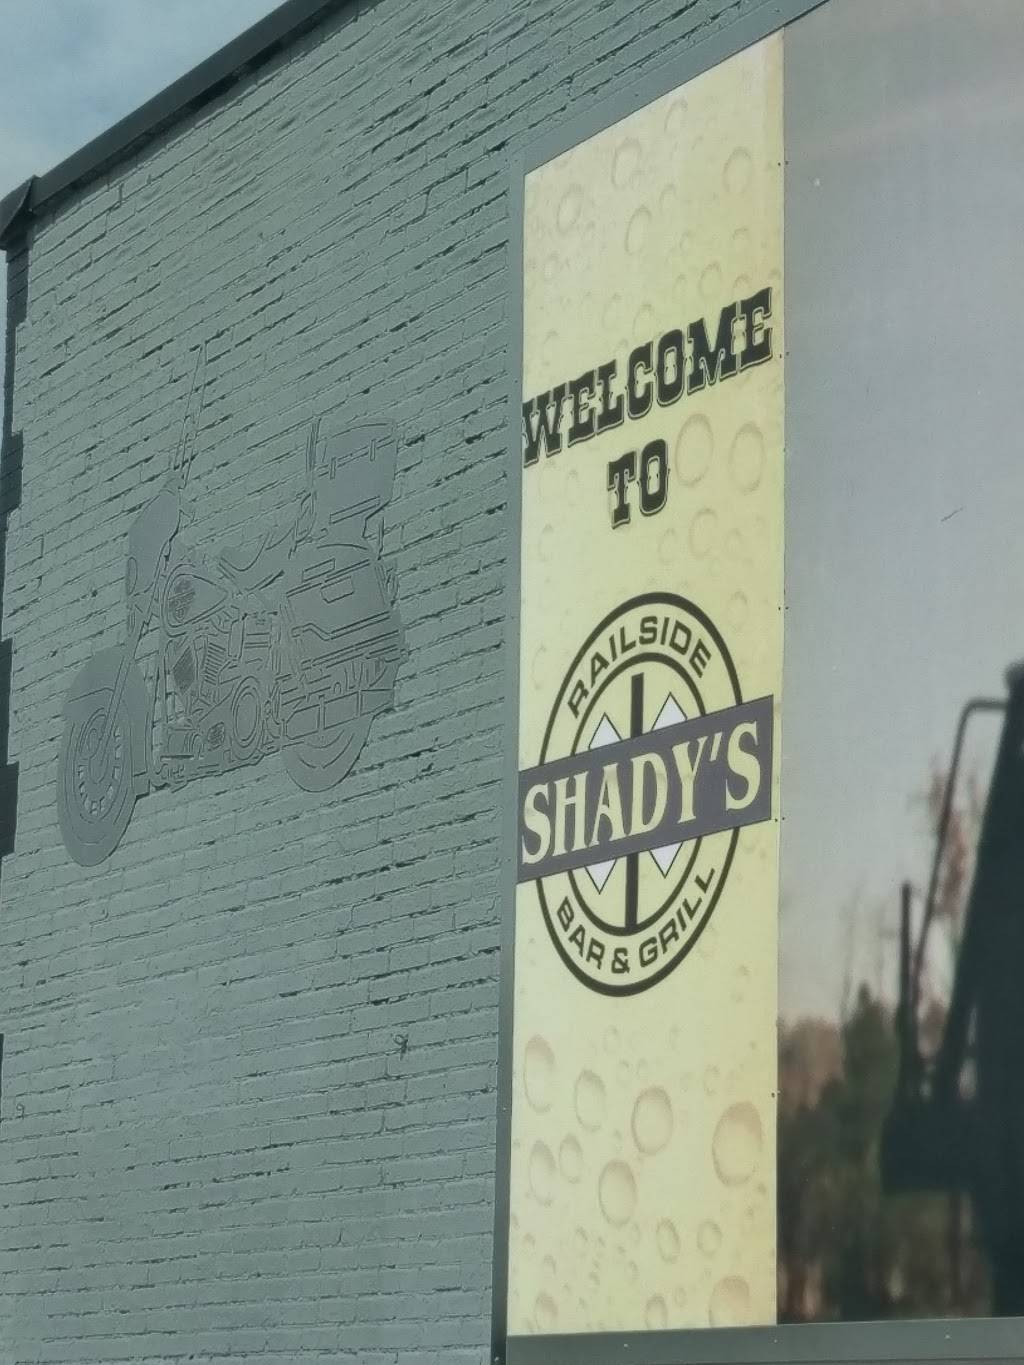 WELCOME
TO
RAILSIDE
SHADY'S
BAR & GRILL